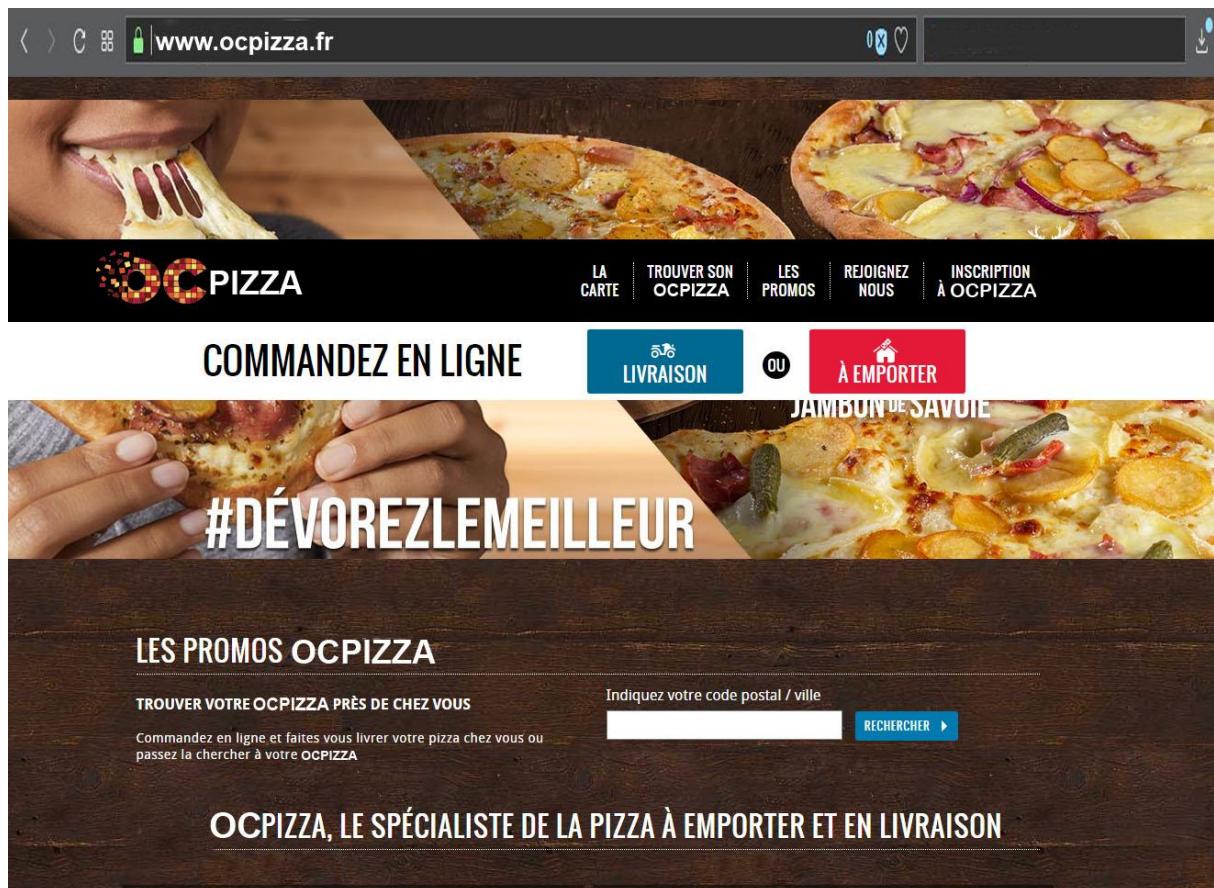 www.ocpizza.fr
OC PIZZA
LA CARTE
TROUVER SON OCPIZZA
LES PROMOS
REJOIGNEZ NOUS
INSCRIPTION À OCPIZZA
COMMANDEZ EN LIGNE
LIVRAISON
OU
À EMPORTER
JAMBON DE SAVOIE
#DÉVOREZLEMEILLEUR
LES PROMOS OCPIZZA
TROUVER VOTRE OCPIZZA PRÈS DE CHEZ VOUS
Commandez en ligne et faites vous livrer votre pizza chez vous ou
passez la chercher à votre OCPIZZA
Indiquez votre code postal / ville
RECHERCHER
OCPIZZA, LE SPÉCIALISTE DE LA PIZZA À EMPORTER ET EN LIVRAISON